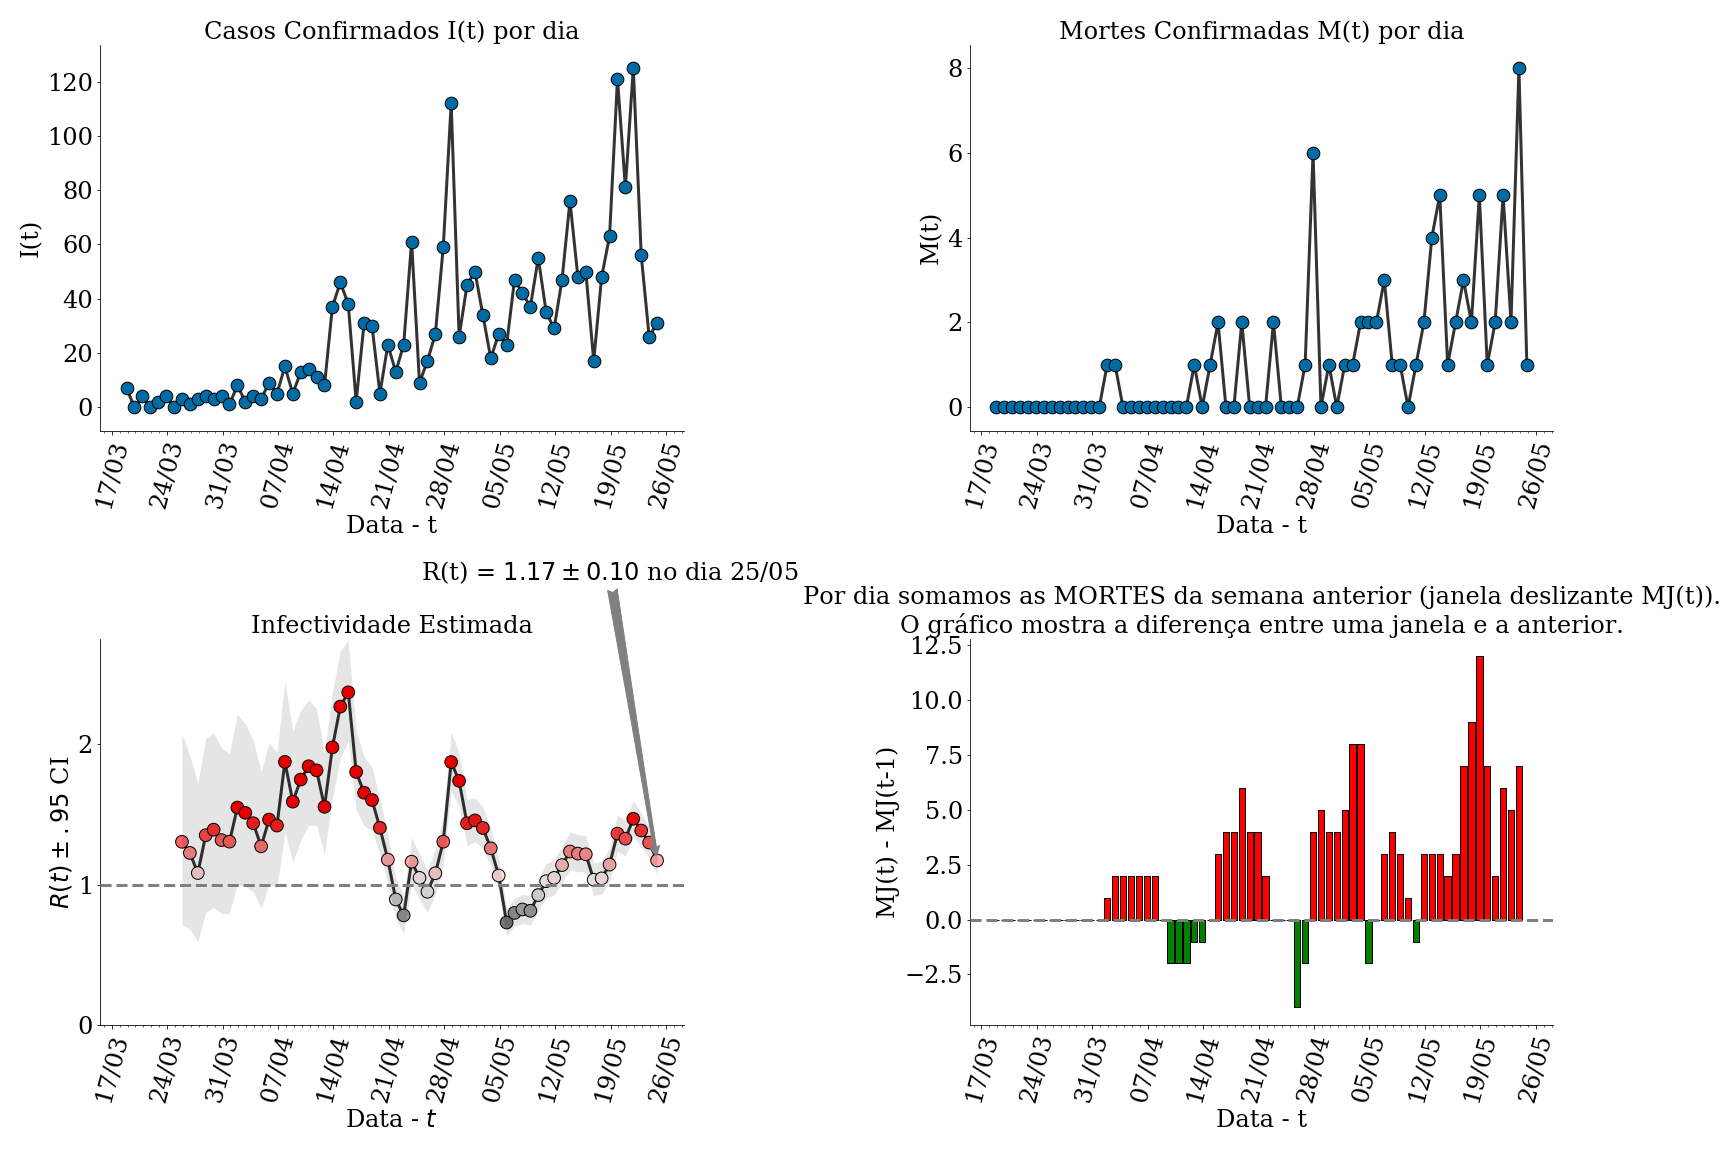 Casos Confirmados I(t) por dia
I(t)
120
100
80
60
40
20
0
17/03 24/03 31/03 07/04 14/04 21/04 28/04 05/05 12/05 19/05 26/05
Data - t
Mortes Confirmadas M(t) por dia
M(t)
8
6
4
2
0
17/03 24/03 31/03 07/04 14/04 21/04 28/04 05/05 12/05 19/05 26/05
Data - t
R(t) = 1.17 ± 0.10 no dia 25/05
Infectividade Estimada
R(t) ± .95 CI
2
1
0
17/03 24/03 31/03 07/04 14/04 21/04 28/04 05/05 12/05 19/05 26/05
Data - t
Por dia somamos as MORTES da semana anterior (janela deslizante MJ(t)).
O gráfico mostra a diferença entre uma janela e a anterior.
MJ(t) - MJ(t-1)
12.5
10.0
7.5
5.0
2.5
0.0
−2.5
17/03 24/03 31/03 07/04 14/04 21/04 28/04 05/05 12/05 19/05 26/05
Data - t